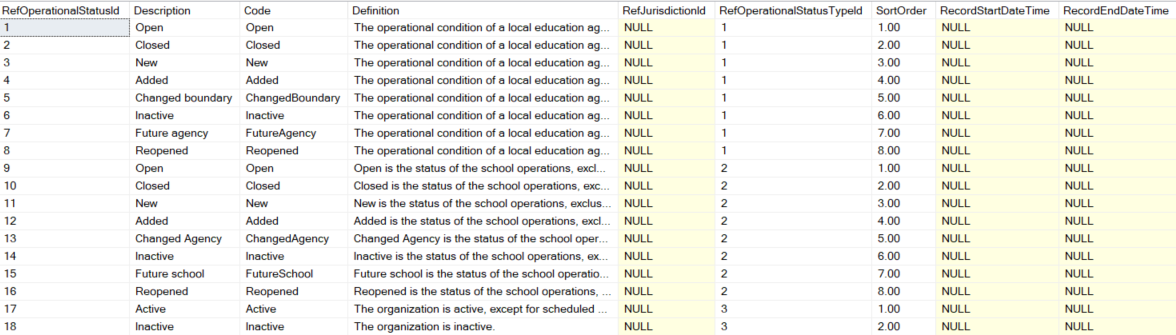 RefOperationalStatusId Description Code Definition RefJurisdictionId RefOperationalStatusTypeId SortOrder RecordStartDateTime RecordEndDateTime
1 Open Open The operational condition of a local education ag... NULL 1 1.00 NULL NULL
2 Closed Closed The operational condition of a local education ag... NULL 1 2.00 NULL NULL
3 New New The operational condition of a local education ag... NULL 1 3.00 NULL NULL
4 Added Added The operational condition of a local education ag... NULL 1 4.00 NULL NULL
5 Changed boundary ChangedBoundary The operational condition of a local education ag... NULL 1 5.00 NULL NULL
6 Inactive Inactive The operational condition of a local education ag... NULL 1 6.00 NULL NULL
7 Future agency FutureAgency The operational condition of a local education ag... NULL 1 7.00 NULL NULL
8 Reopened Reopened The operational condition of a local education ag... NULL 1 8.00 NULL NULL
9 Open Open Open is the status of the school operations, excl... NULL 2 1.00 NULL NULL
10 Closed Closed Closed is the status of the school operations, exc... NULL 2 2.00 NULL NULL
11 New New New is the status of the school operations, exclus... NULL 2 3.00 NULL NULL
12 Added Added Added is the status of the school operations, excl... NULL 2 4.00 NULL NULL
13 Changed Agency ChangedAgency Changed Agency is the status of the school oper... NULL 2 5.00 NULL NULL
14 Inactive Inactive Inactive is the status of the school operations, ex... NULL 2 6.00 NULL NULL
15 Future school FutureSchool Future school is the status of the school operatio... NULL 2 7.00 NULL NULL
16 Reopened Reopened Reopened is the status of the school operations, ... NULL 2 8.00 NULL NULL
17 Active Active The organization is active, except for scheduled ... NULL 3 1.00 NULL NULL
18 Inactive Inactive The organization is inactive. NULL 3 2.00 NULL NULL